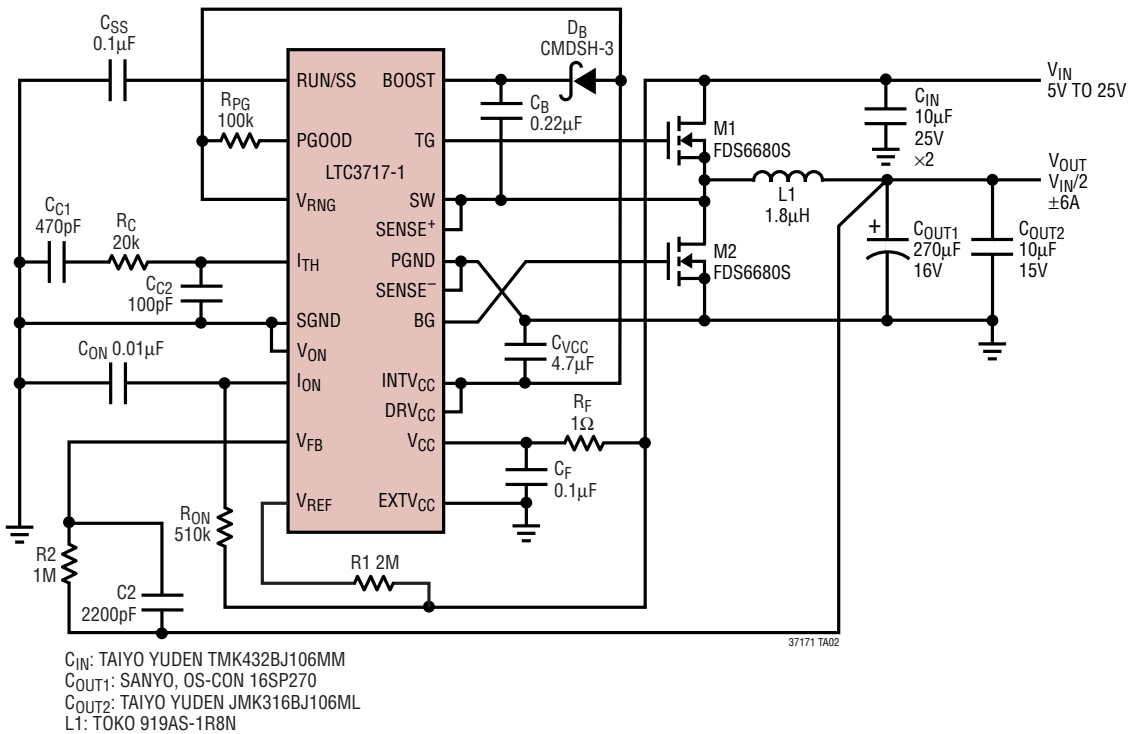 CSS
0.1µF
DB
CMDSH-3
RUN/SS
BOOST
VIN
5V TO 25V
RPG
100k
CB
0.22µF
CIN
10µF
25V
×2
PGOOD
TG
M1
FDS6680S
LTC3717-1
VOUT
VIN/2
±6A
VRNG
SW
L1
1.8µH
SENSE+
CC1
470pF
RC
20k
+
COUT1
270µF
16V
COUT2
10µF
15V
M2
FDS6680S
ITH
PGND
SENSE–
CC2
100pF
SGND
BG
VON
CVCC
4.7µF
CON 0.01µF
ION
INTVCC
DRVCC
RF
1Ω
VFB
VCC
CF
0.1µF
VREF
EXTVCC
RON
510k
R2
1M
R1 2M
C2
2200pF
37171 TA02
CIN: TAIYO YUDEN TMK432BJ106MM
COUT1: SANYO, OS-CON 16SP270
COUT2: TAIYO YUDEN JMK316BJ106ML
L1: TOKO 919AS-1R8N